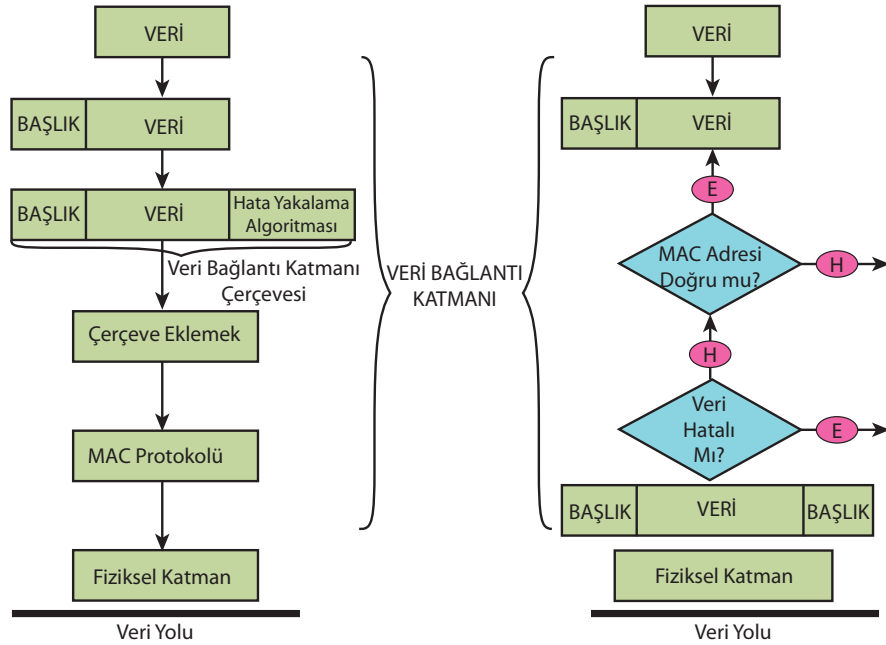 VERİ
BAŞLIK
VERİ
BAŞLIK
VERİ
Hata Yakalama
Algoritması
Veri Bağlantı Katmanı
Çerçevesi
Çerçeve Eklemek
MAC Protokolü
Fiziksel Katman
Veri Yolu
VERİ BAĞLANTI
KATMANI
VERİ
BAŞLIK
VERİ
E
MAC Adresi
Doğru mu?
H
H
Veri
Hatalı
Mı?
E
BAŞLIK
VERİ
BAŞLIK
Fiziksel Katman
Veri Yolu